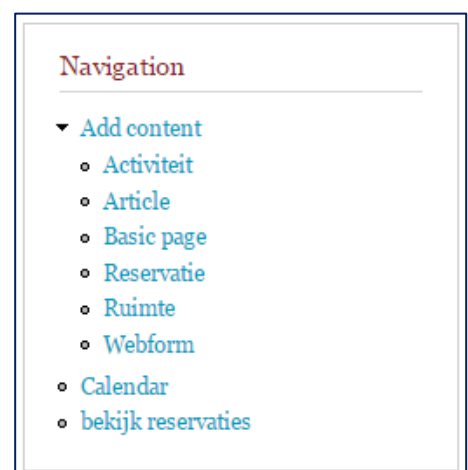 Navigation
Add content
Activiteit
Article
Basic page
Reservatie
Ruimte
Webform
Calendar
bekijk reservaties